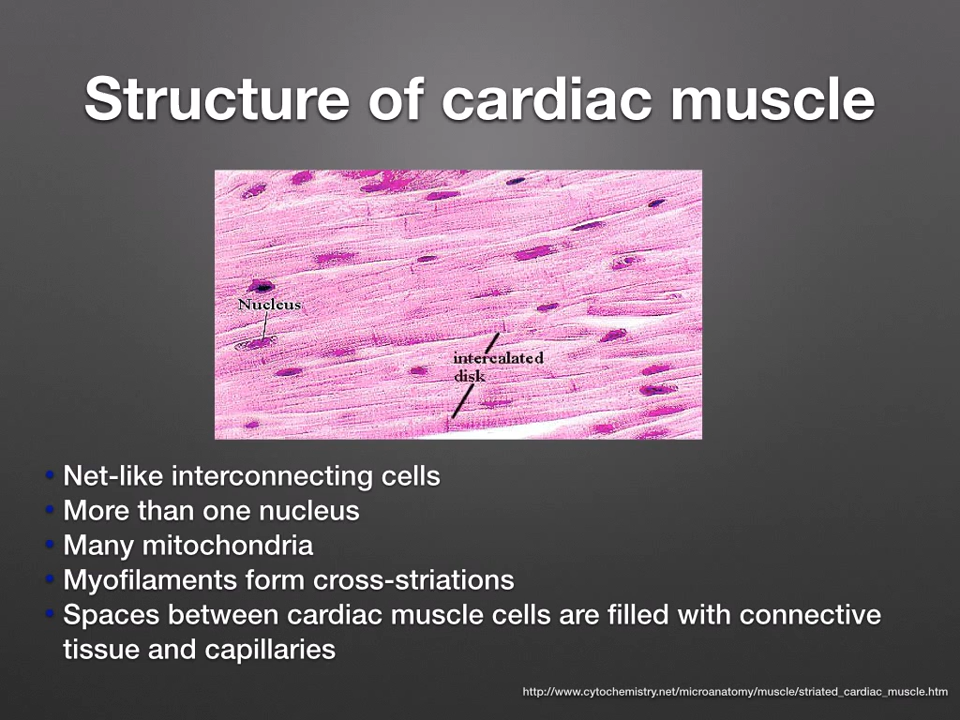 Structure of cardiac muscle
Nucleus
intercalated
disk
• Net-like interconnecting cells
• More than one nucleus
• Many mitochondria
• Myofilaments form cross-striations
• Spaces between cardiac muscle cells are filled with connective
tissue and capillaries
http://www.cytochemistry.net/microanatomy/muscle/striated_cardiac_muscle.htm